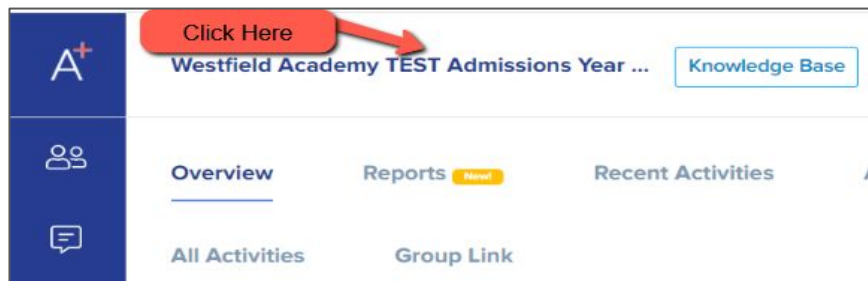 Click Here
A+
Westfield Academy TEST Admissions Year ... Knowledge Base
Overview Reports New! Recent Activities
All Activities Group Link